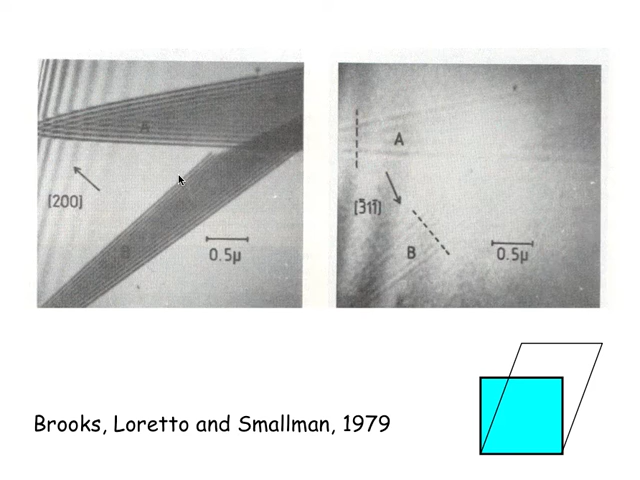 A
[200]
B
0.5μ
A
[3̄11̄]
B
0.5μ
Brooks, Loretto and Smallman, 1979